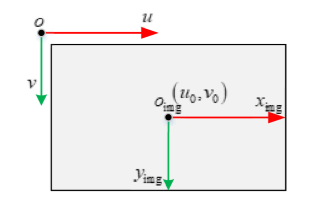 o u
v
o_img (u_0, v_0) x_img
y_img